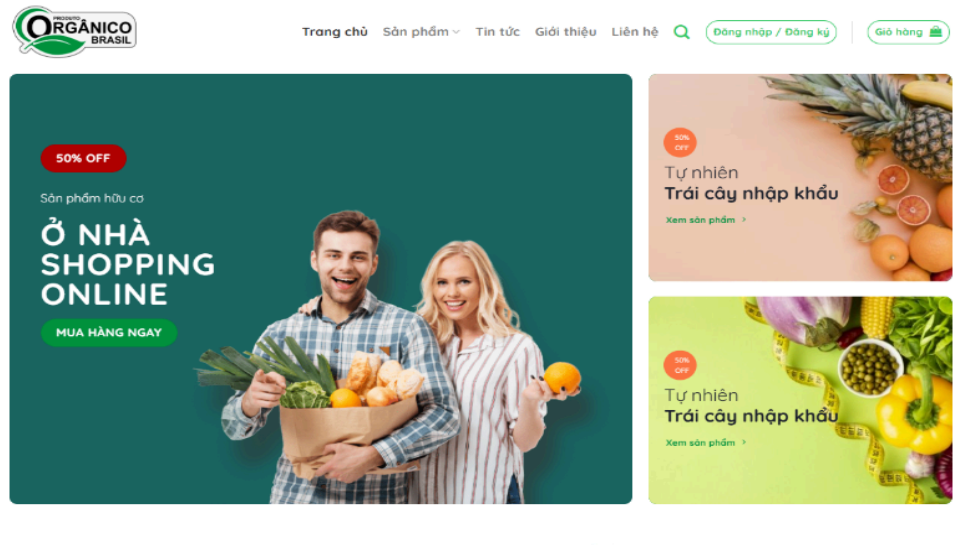 PRODUTO
ORGÂNICO
BRASIL
Trang chủ Sản phẩm Tin tức Giới thiệu Liên hệ Đăng nhập / Đăng ký Giỏ hàng
50% OFF
Sản phẩm hữu cơ
Ở NHÀ
SHOPPING
ONLINE
MUA HÀNG NGAY
50%
OFF
Tự nhiên
Trái cây nhập khẩu
Xem sản phẩm
50%
OFF
Tự nhiên
Trái cây nhập khẩu
Xem sản phẩm